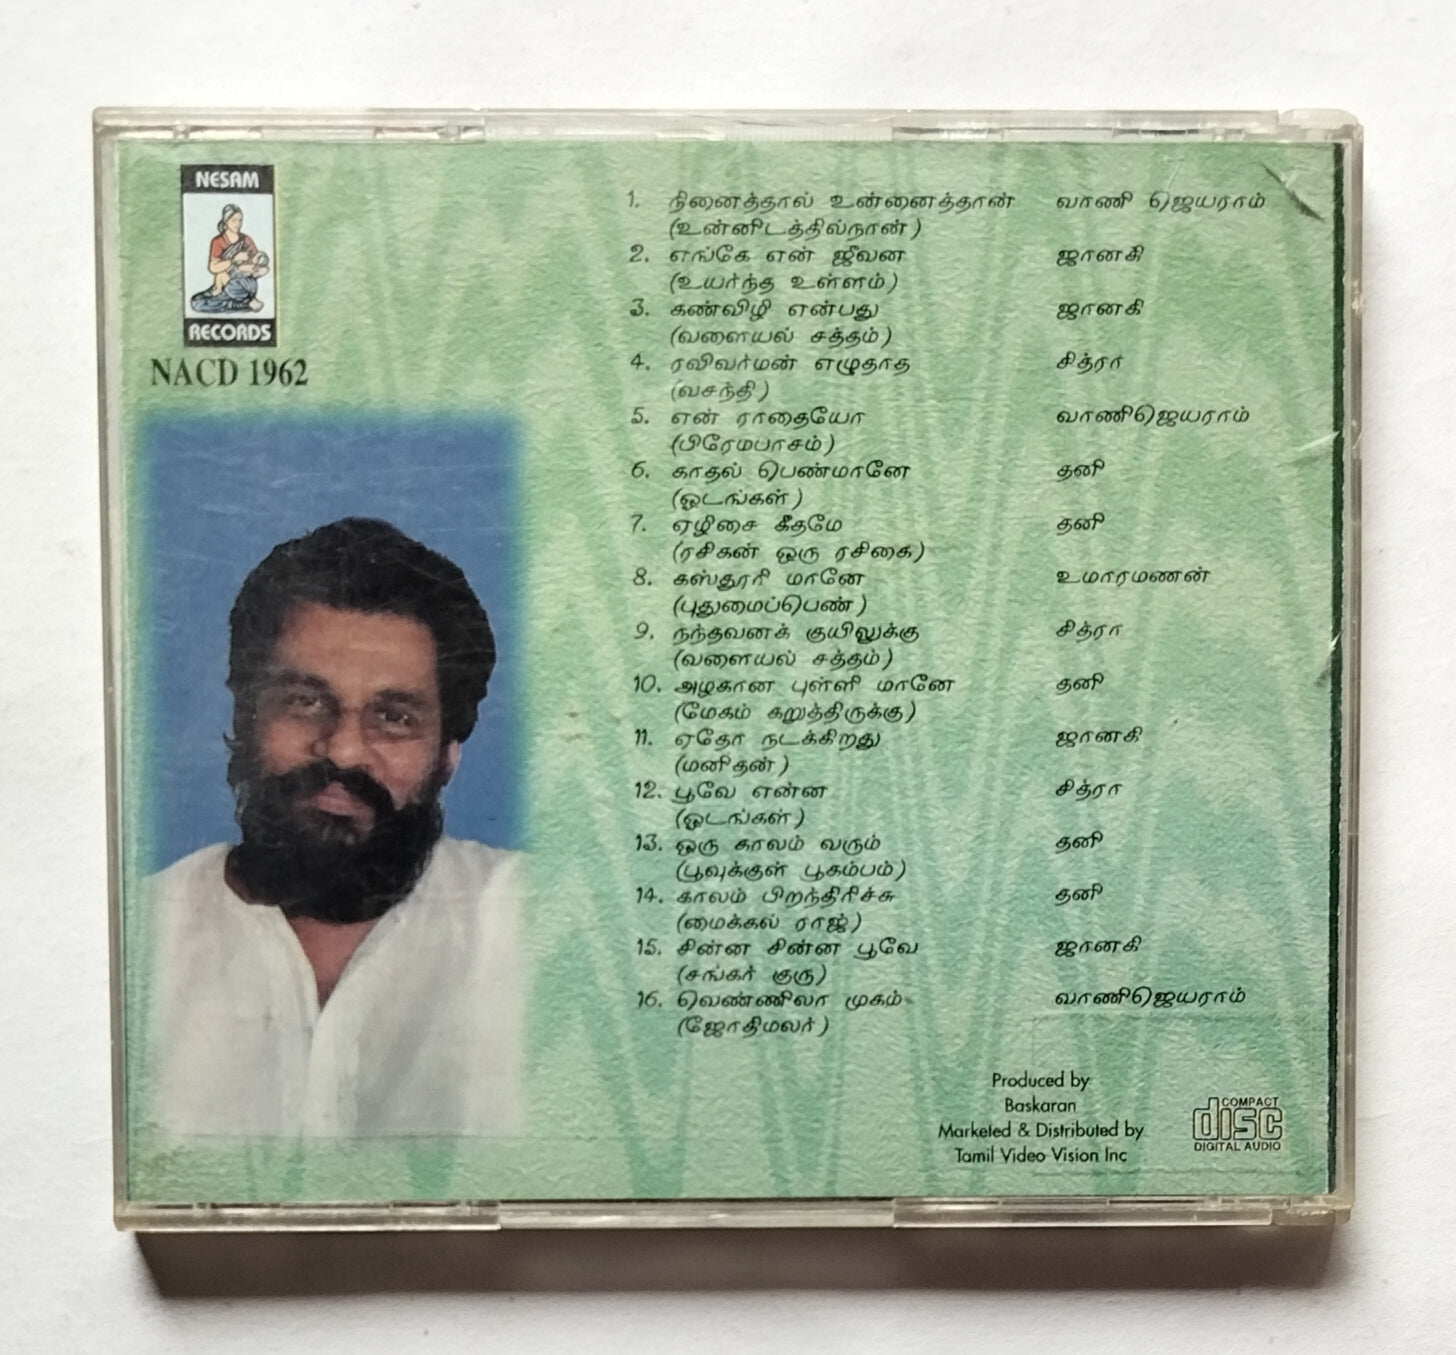 NESAM
RECORDS
NACD 1962
1. நினைத்தால் உன்னைத்தான் வாணி ஜெயராம்
(உன்னிடத்தில்நான்)
2. எங்கே என் ஜீவன ஜானகி
(உயர்ந்த உள்ளம்)
3. கண்விழி என்பது ஜானகி
(வளையல் சத்தம்)
4. ரவிவர்மன் எழுதாத சித்ரா
(வசந்தி)
5. என் ராதையோ வாணிஜெயராம்
(பிரேமபாசம்)
6. காதல் பெண்மானே தனி
(ஓடங்கள்)
7. ஏழிசை கீதமே தனி
(ரசிகன் ஒரு ரசிகை)
8. கஸ்தூரி மானே உமாரமணன்
(புதுமைப்பெண்)
9. நந்தவனக் குயிலுக்கு சித்ரா
(வளையல் சத்தம்)
10. அழகான புள்ளி மானே தனி
(மேகம் கறுத்திருக்கு)
11. ஏதோ நடக்கிறது ஜானகி
(மனிதன்)
12. பூவே என்ன சித்ரா
(ஓடங்கள்)
13. ஒரு காலம் வரும் தனி
(பூவுக்குள் பூகம்பம்)
14. காலம் பிறந்திரிச்சு தனி
(மைக்கல் ராஜ்)
15. சின்ன சின்ன பூவே ஜானகி
(சங்கர் குரு)
16. வெண்ணிலா முகம் வாணிஜெயராம்
(ஜோதிமலர்)
Produced by
Baskaran
Marketed & Distributed by
Tamil Video Vision Inc
COMPACT
disc
DIGITAL AUDIO